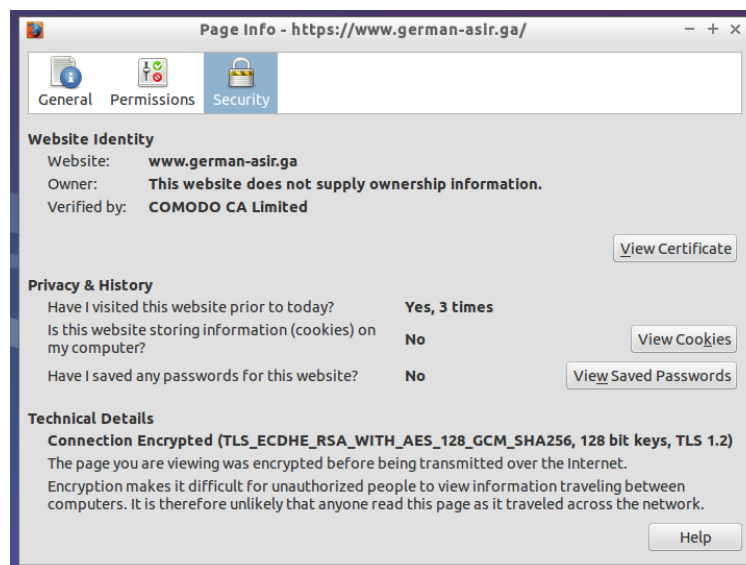 Page Info - https://www.german-asir.ga/
General Permissions Security
Website Identity
Website: www.german-asir.ga
Owner: This website does not supply ownership information.
Verified by: COMODO CA Limited
View Certificate
Privacy & History
Have I visited this website prior to today? Yes, 3 times
Is this website storing information (cookies) on
my computer? No View Cookies
Have I saved any passwords for this website? No View Saved Passwords
Technical Details
Connection Encrypted (TLS_ECDHE_RSA_WITH_AES_128_GCM_SHA256, 128 bit keys, TLS 1.2)
The page you are viewing was encrypted before being transmitted over the Internet.
Encryption makes it difficult for unauthorized people to view information traveling between
computers. It is therefore unlikely that anyone read this page as it traveled across the network.
Help